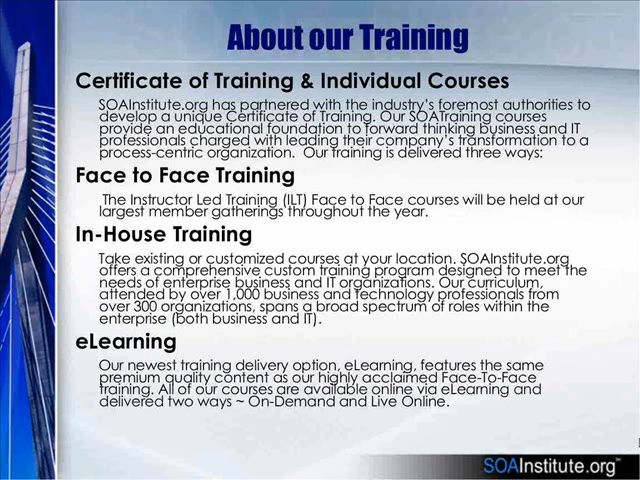 About our Training
Certificate of Training & Individual Courses
SOAInstitute.org has partnered with the industry's foremost authorities to
develop a unique Certificate of Training. Our SOATraining courses
provide an educational foundation to forward thinking business and IT
professionals charged with leading their company's transformation to a
process-centric organization.  Our training is delivered three ways:
Face to Face Training
The Instructor Led Training (ILT) Face to Face courses will be held at our
largest member gatherings throughout the year.
In-House Training
Take existing or customized courses at your location. SOAInstitute.org
offers a comprehensive custom training program designed to meet the
needs of enterprise business and IT organizations. Our curriculum,
attended by over 1,000 business and technology professionals from
over 300 organizations, spans a broad spectrum of roles within the
enterprise (both business and IT).
eLearning
Our newest training delivery option, eLearning, features the same
premium quality content as our highly acclaimed Face-To-Face
training. All of our courses are available online via eLearning and
delivered two ways ~ On-Demand and Live Online.
SOAInstitute.org